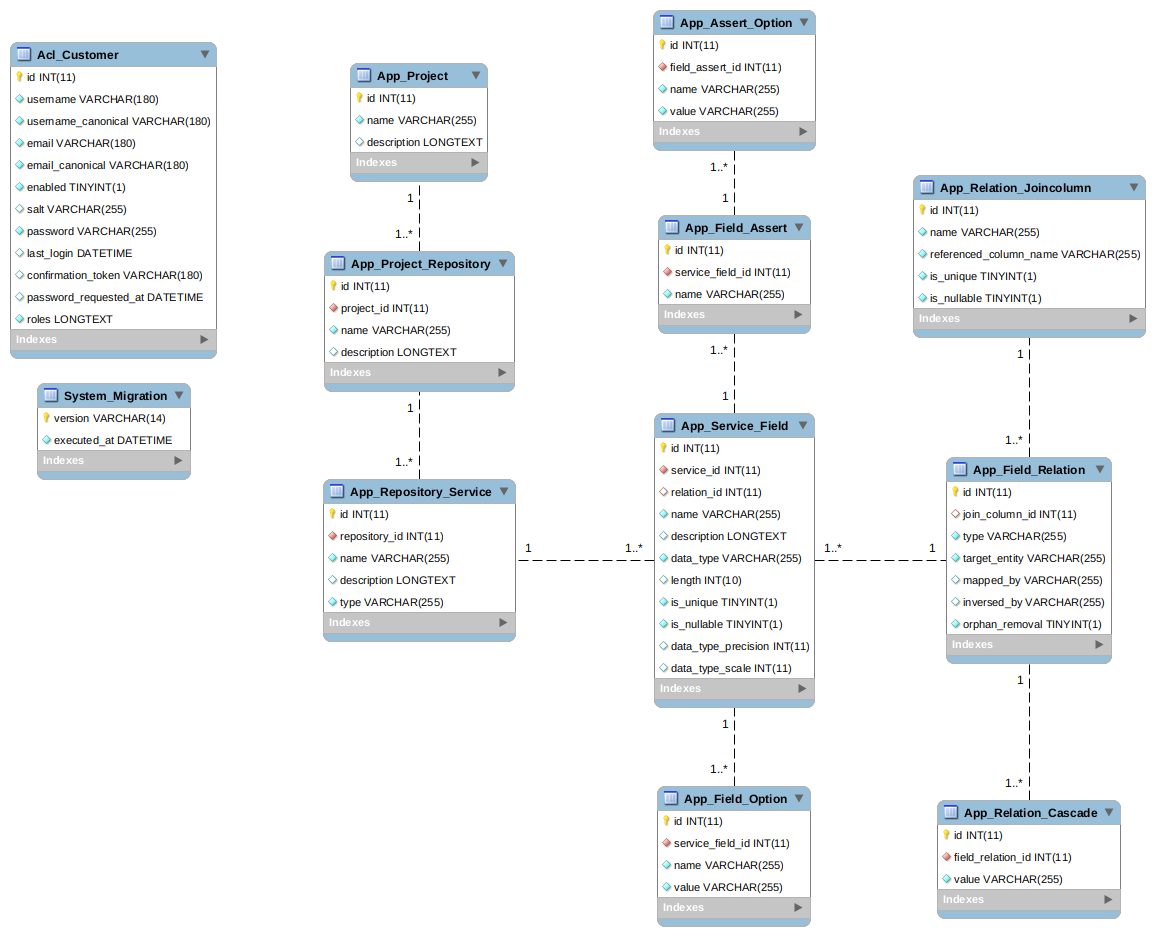 Acl_Customer
id INT(11)
username VARCHAR(180)
username_canonical VARCHAR(180)
email VARCHAR(180)
email_canonical VARCHAR(180)
enabled TINYINT(1)
salt VARCHAR(255)
password VARCHAR(255)
last_login DATETIME
confirmation_token VARCHAR(180)
password_requested_at DATETIME
roles LONGTEXT
Indexes
System_Migration
version VARCHAR(14)
executed_at DATETIME
Indexes
App_Project
id INT(11)
name VARCHAR(255)
description LONGTEXT
Indexes
1
1..*
App_Project_Repository
id INT(11)
project_id INT(11)
name VARCHAR(255)
description LONGTEXT
Indexes
1
1..*
App_Repository_Service
id INT(11)
repository_id INT(11)
name VARCHAR(255)
description LONGTEXT
type VARCHAR(255)
Indexes
1
1..*
App_Assert_Option
id INT(11)
field_assert_id INT(11)
name VARCHAR(255)
value VARCHAR(255)
Indexes
1..*
1
App_Field_Assert
id INT(11)
service_field_id INT(11)
name VARCHAR(255)
Indexes
1..*
1
App_Service_Field
id INT(11)
service_id INT(11)
relation_id INT(11)
name VARCHAR(255)
description LONGTEXT
data_type VARCHAR(255)
length INT(10)
is_unique TINYINT(1)
is_nullable TINYINT(1)
data_type_precision INT(11)
data_type_scale INT(11)
Indexes
1
1..*
App_Field_Option
id INT(11)
service_field_id INT(11)
name VARCHAR(255)
value VARCHAR(255)
Indexes
1..*
1
App_Relation_Joincolumn
id INT(11)
name VARCHAR(255)
referenced_column_name VARCHAR(255)
is_unique TINYINT(1)
is_nullable TINYINT(1)
Indexes
1
1..*
App_Field_Relation
id INT(11)
join_column_id INT(11)
type VARCHAR(255)
target_entity VARCHAR(255)
mapped_by VARCHAR(255)
inversed_by VARCHAR(255)
orphan_removal TINYINT(1)
Indexes
1
1..*
App_Relation_Cascade
id INT(11)
field_relation_id INT(11)
value VARCHAR(255)
Indexes